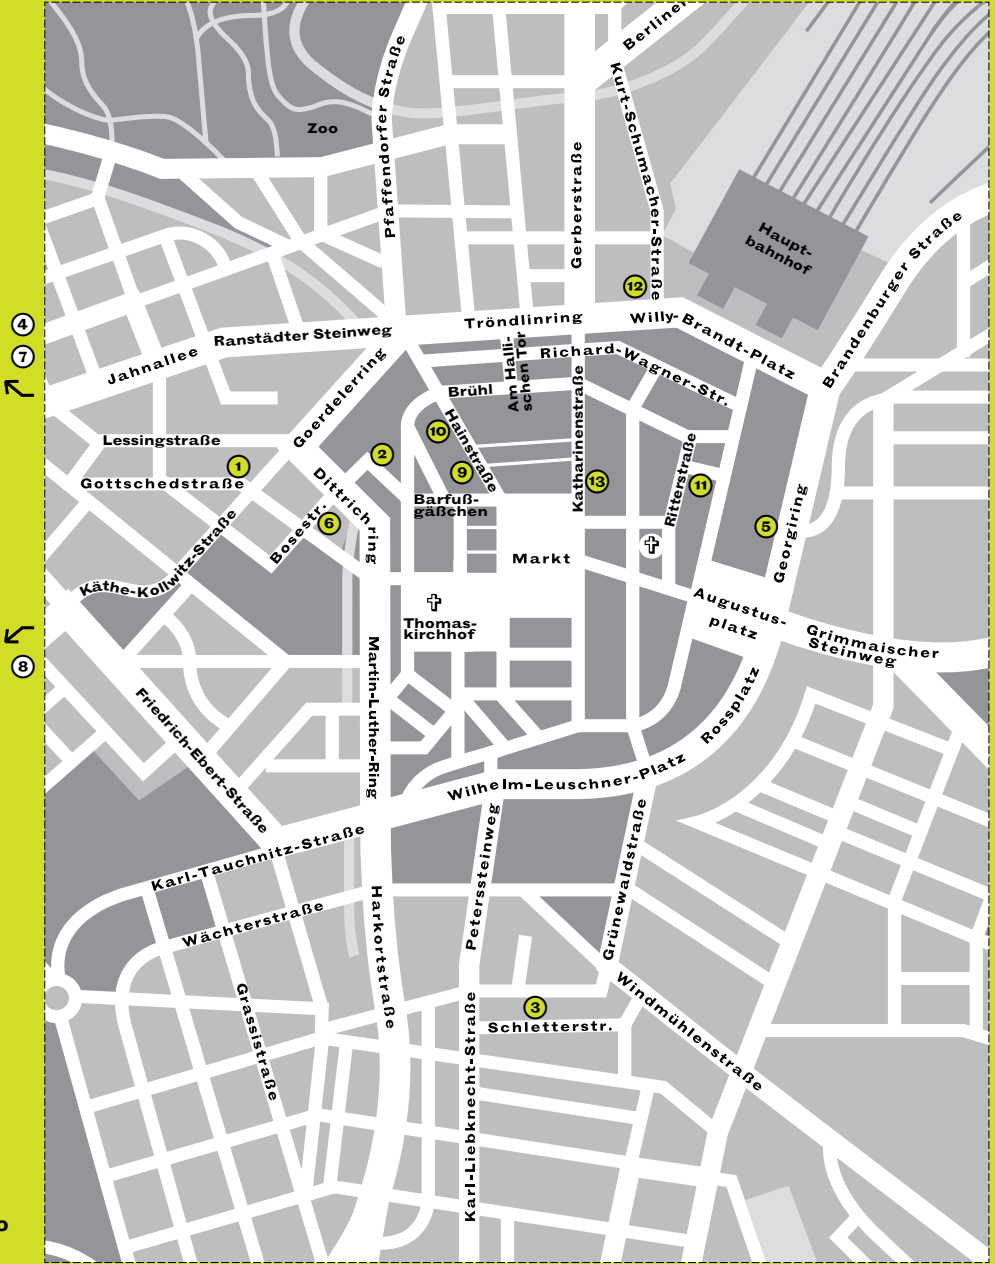 Berliner
Pfaffendorfer Straße
Kurt-Schumacher-Straße
Zoo
Gerberstraße
Haupt-
bahnhof
Brandenburger Straße
12
4
7
Tröndlinring
Willy-Brandt-Platz
Ranstädter Steinweg
Jahnallee
Richard-Wagner-Str.
Am Halli-
schen Tor
Goerdelerring
Brühl
Katharinenstraße
Hainstraße
10
Lessingstraße
2
1
9
13
11
Gottschedstraße
Ritterstraße
Dittrichring
Barfuß-
gäßchen
Bosestr.
6
5
Georgiring
Käthe-Kollwitz-Straße
Markt
Augustus-
platz
Thomas-
kirchhof
Grimmaischer
Steinweg
8
Martin-Luther-Ring
Friedrich-Ebert-Straße
Rossplatz
Wilhelm-Leuschner-Platz
Karl-Tauchnitz-Straße
Peterssteinweg
Grünewaldstraße
Wächterstraße
Harkortstraße
Grassistraße
3
Schletterstr.
Windmühlenstraße
Karl-Liebknecht-Straße